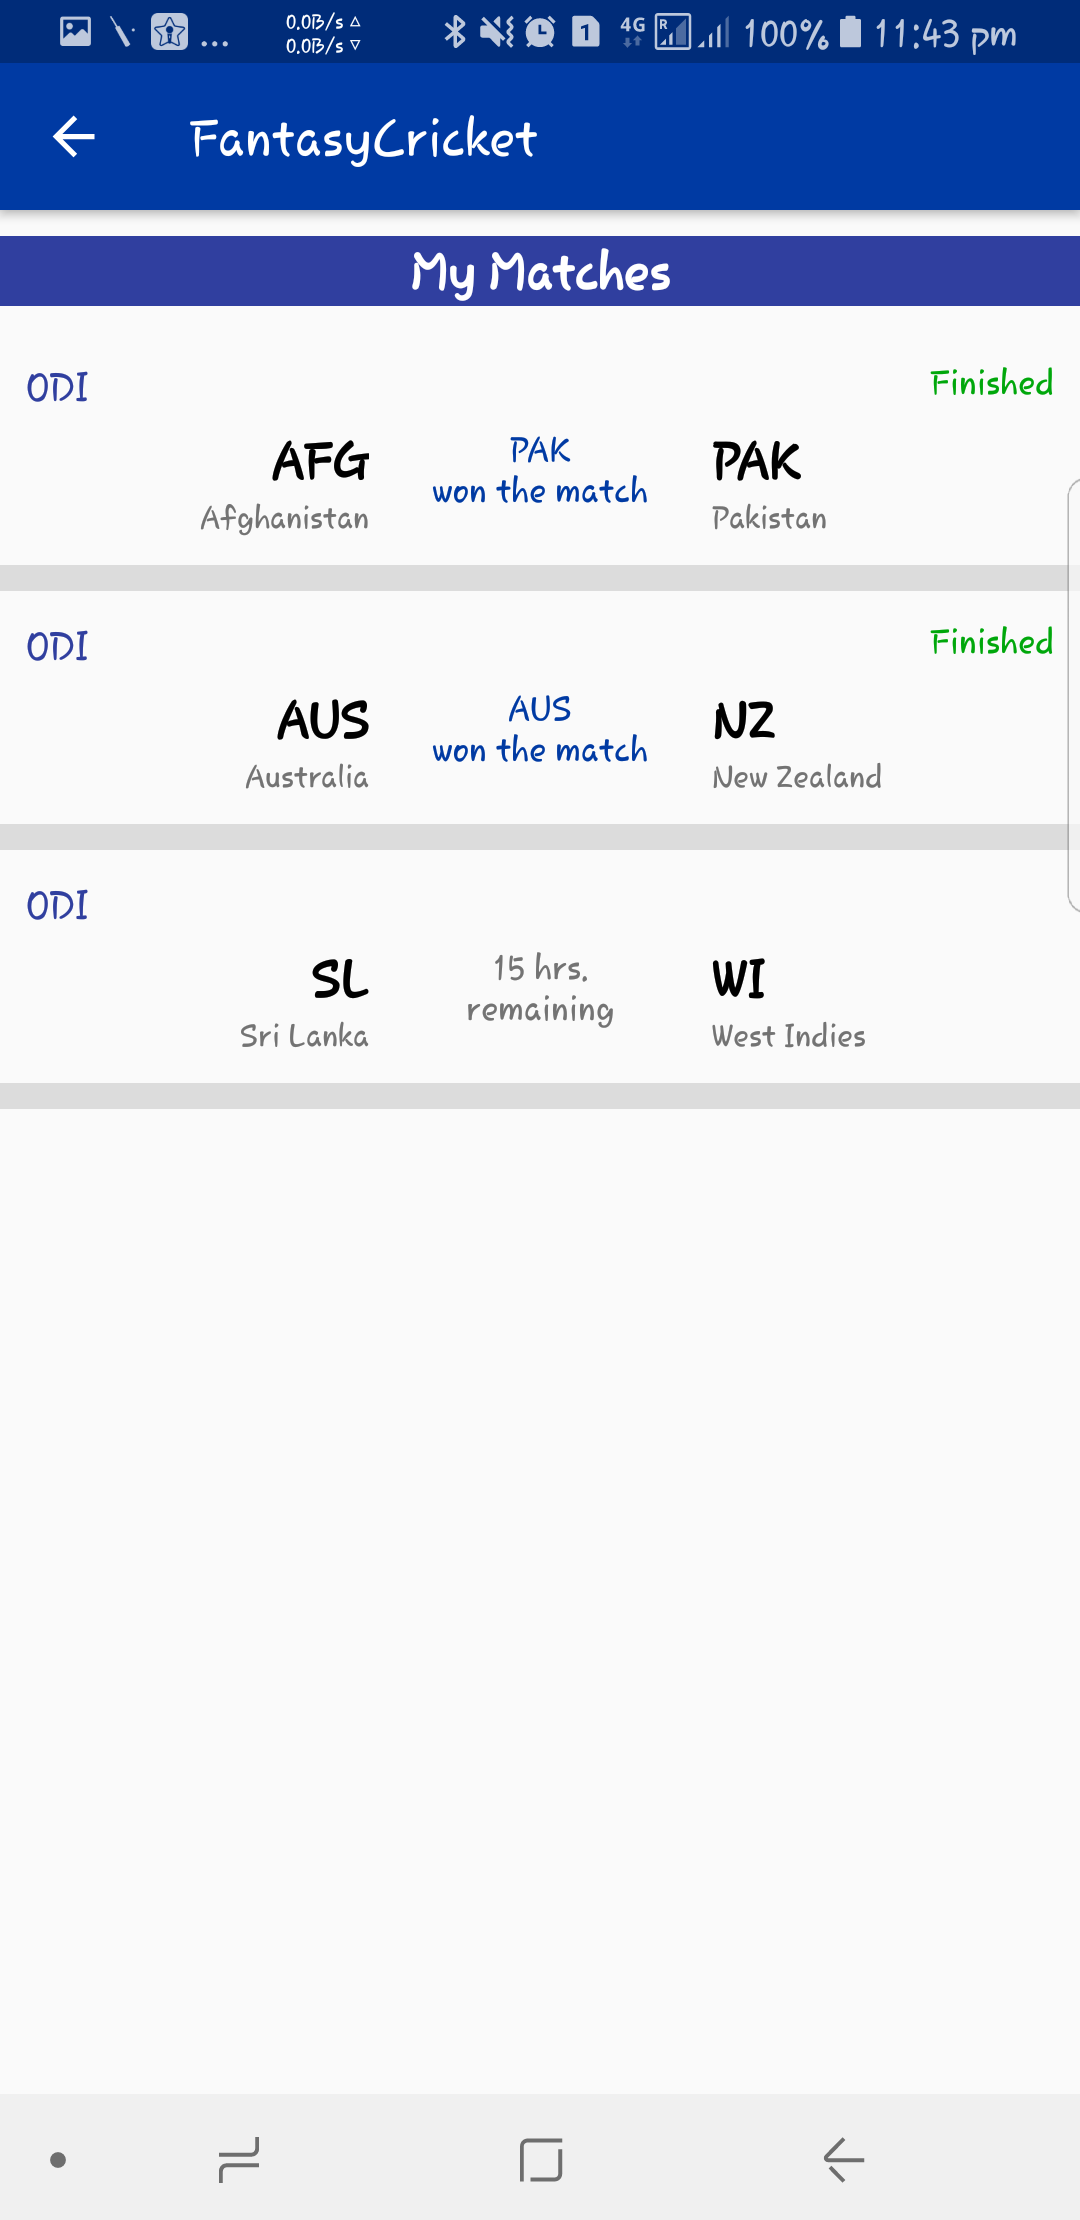 0.0B/s △
0.0B/s ▽
1
4G
R
100%
11:43 pm
FantasyCricket
My Matches
ODI
Finished
AFG
PAK
won the match
PAK
Afghanistan
Pakistan
ODI
Finished
AUS
AUS
won the match
NZ
Australia
New Zealand
ODI
SL
15 hrs.
remaining
WI
Sri Lanka
West Indies